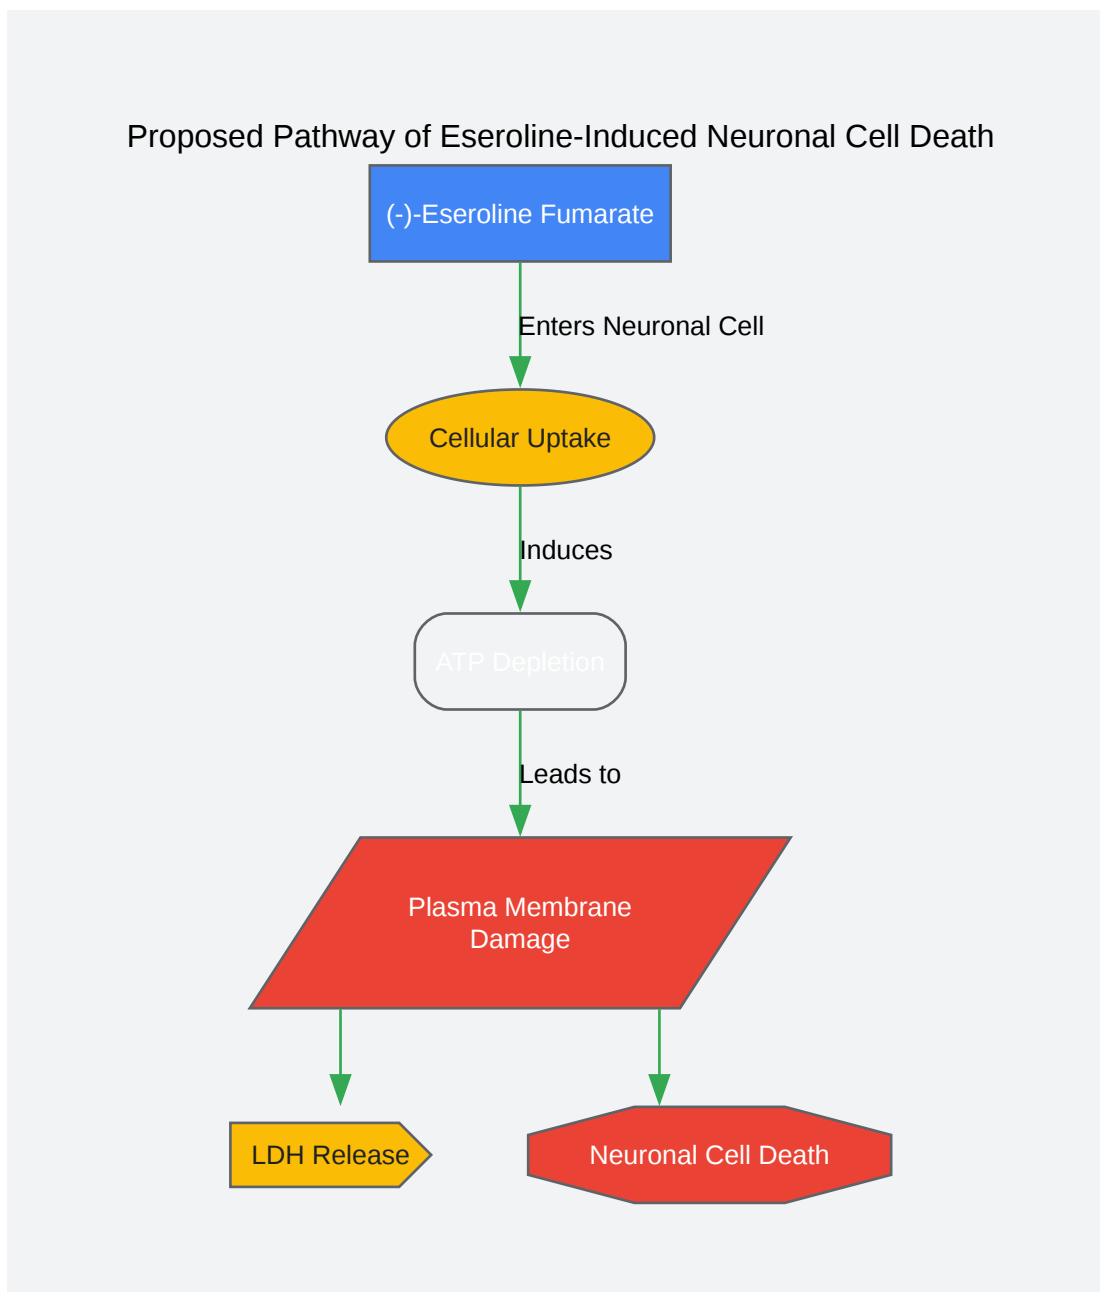 Proposed Pathway of Eseroline-Induced Neuronal Cell Death
(-)-Eseroline Fumarate
Enters Neuronal Cell
Cellular Uptake
Induces
ATP Depletion
Leads to
Plasma Membrane
Damage
LDH Release
Neuronal Cell Death